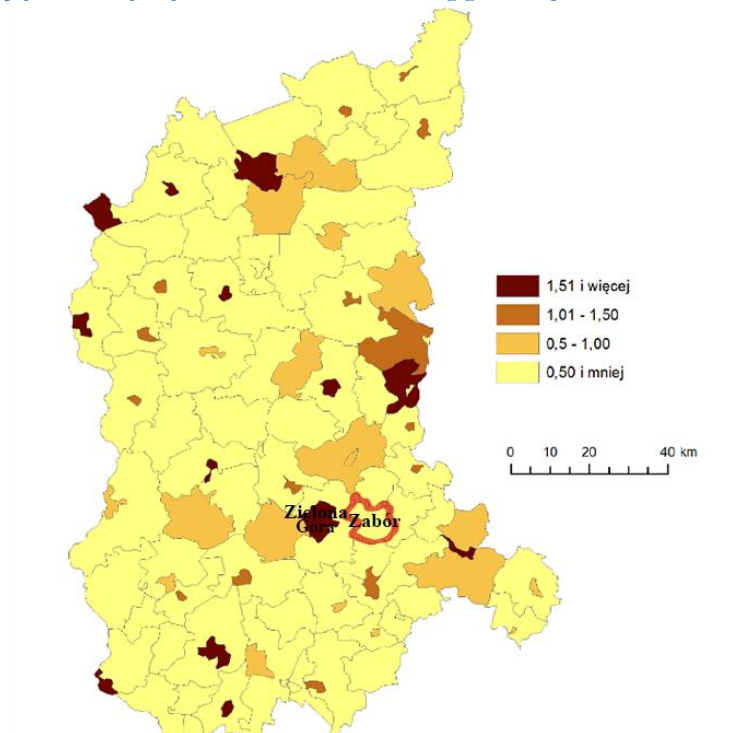 1,51 i więcej
1,01 - 1,50
0,5 - 1,00
0,50 i mniej
0 10 20 40 km
Zielona
Góra
Zabór